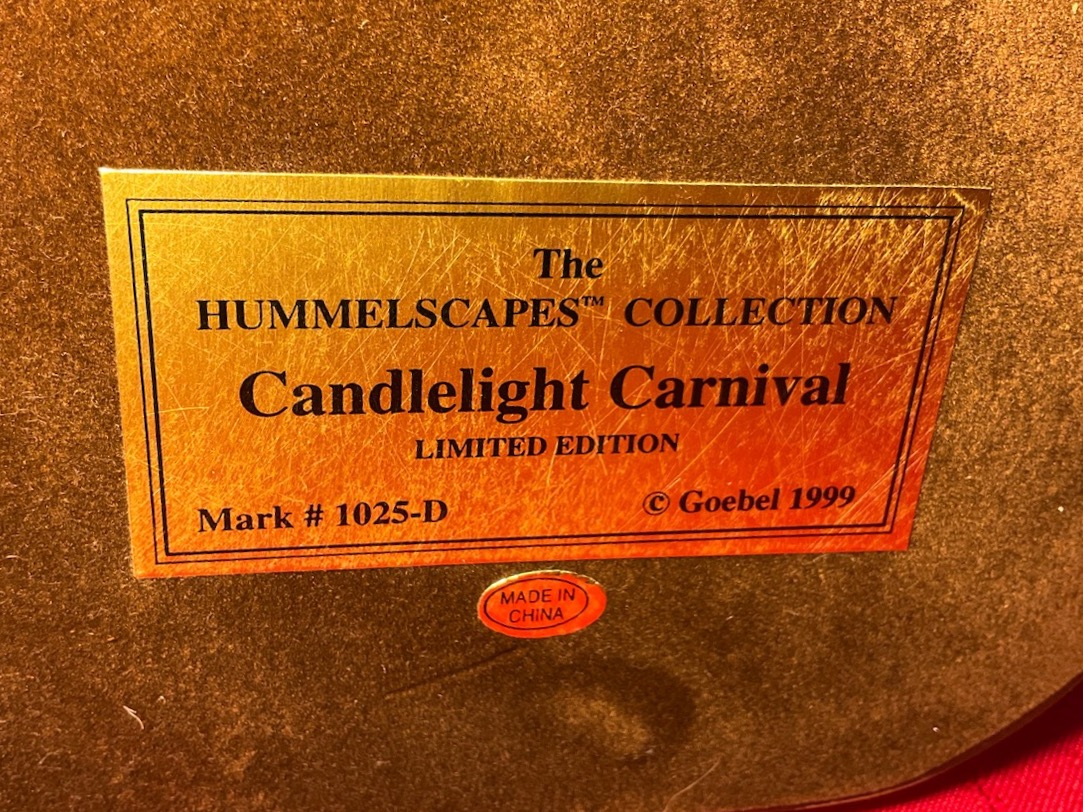 The
HUMMELSCAPES™ COLLECTION
Candlelight Carnival
LIMITED EDITION
Mark # 1025-D © Goebel 1999
MADE IN
CHINA